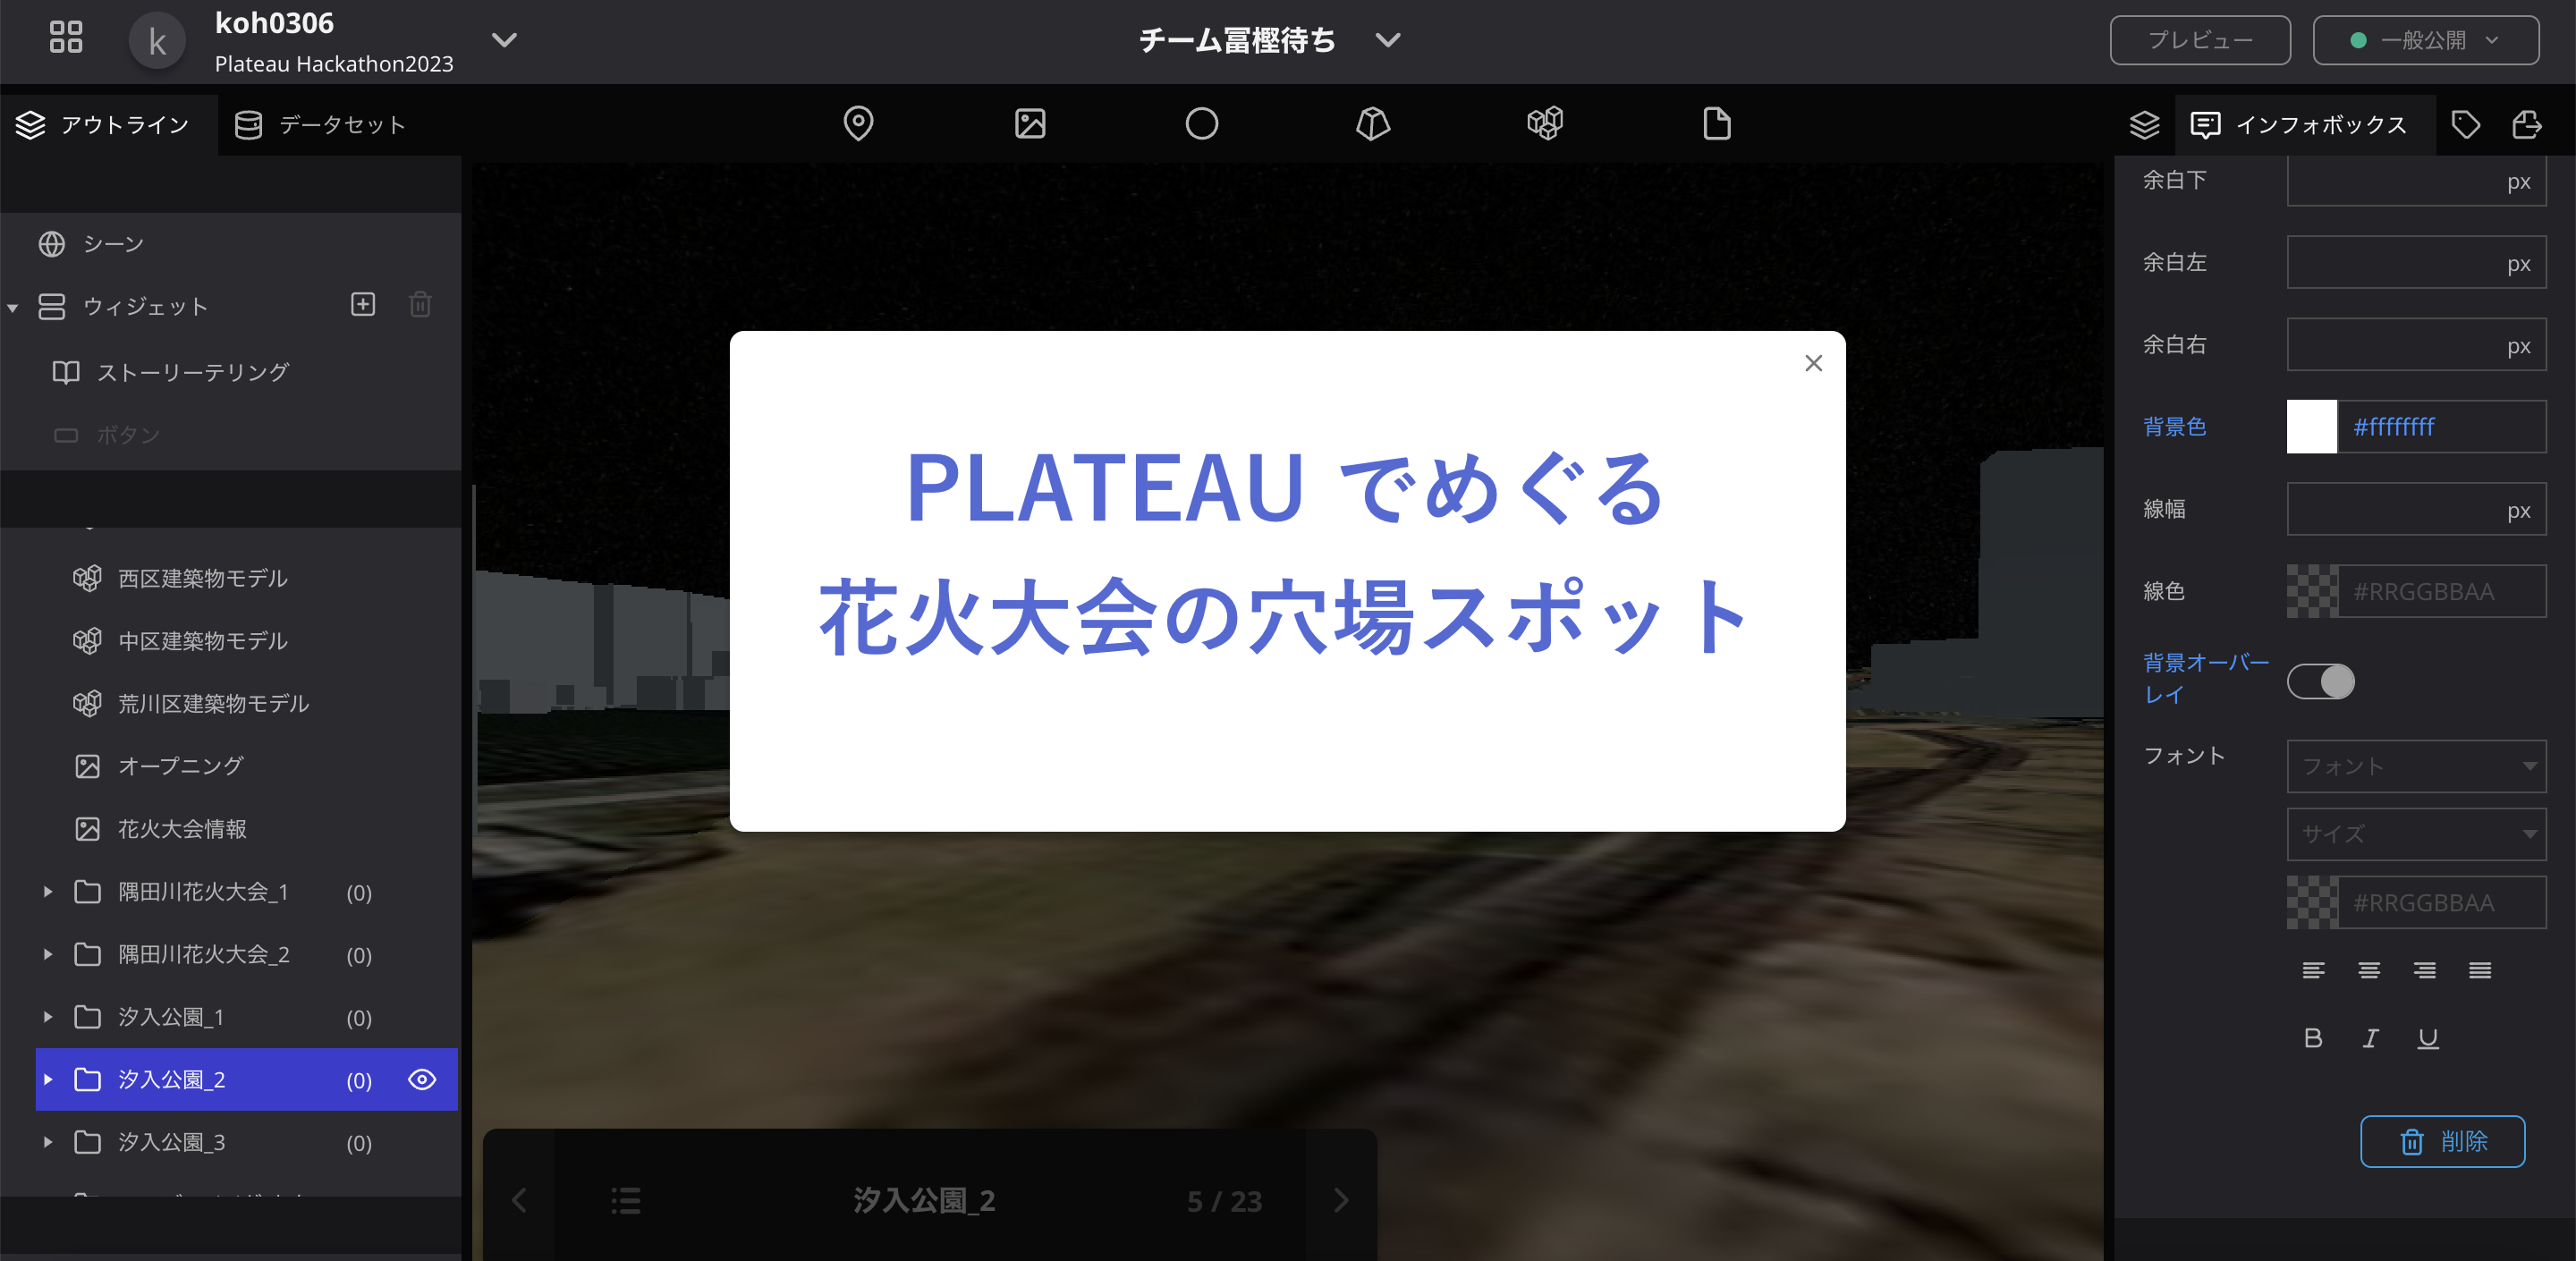 k
koh0306
Plateau Hackathon2023
チーム冨樫待ち
プレビュー
一般公開
アウトライン
データセット
インフォボックス
シーン
ウィジェット
ストーリーテリング
ボタン
西区建築物モデル
中区建築物モデル
荒川区建築物モデル
オープニング
花火大会情報
隅田川花火大会_1 (0)
隅田川花火大会_2 (0)
汐入公園_1 (0)
汐入公園_2 (0)
汐入公園_3 (0)
PLATEAU でめぐる
花火大会の穴場スポット
汐入公園_2
5 / 23
余白下 px
余白左 px
余白右 px
背景色 #ffffffff
線幅 px
線色 #RRGGBBAA
背景オーバー
レイ
フォント フォント
サイズ
#RRGGBBAA
B I U
削除